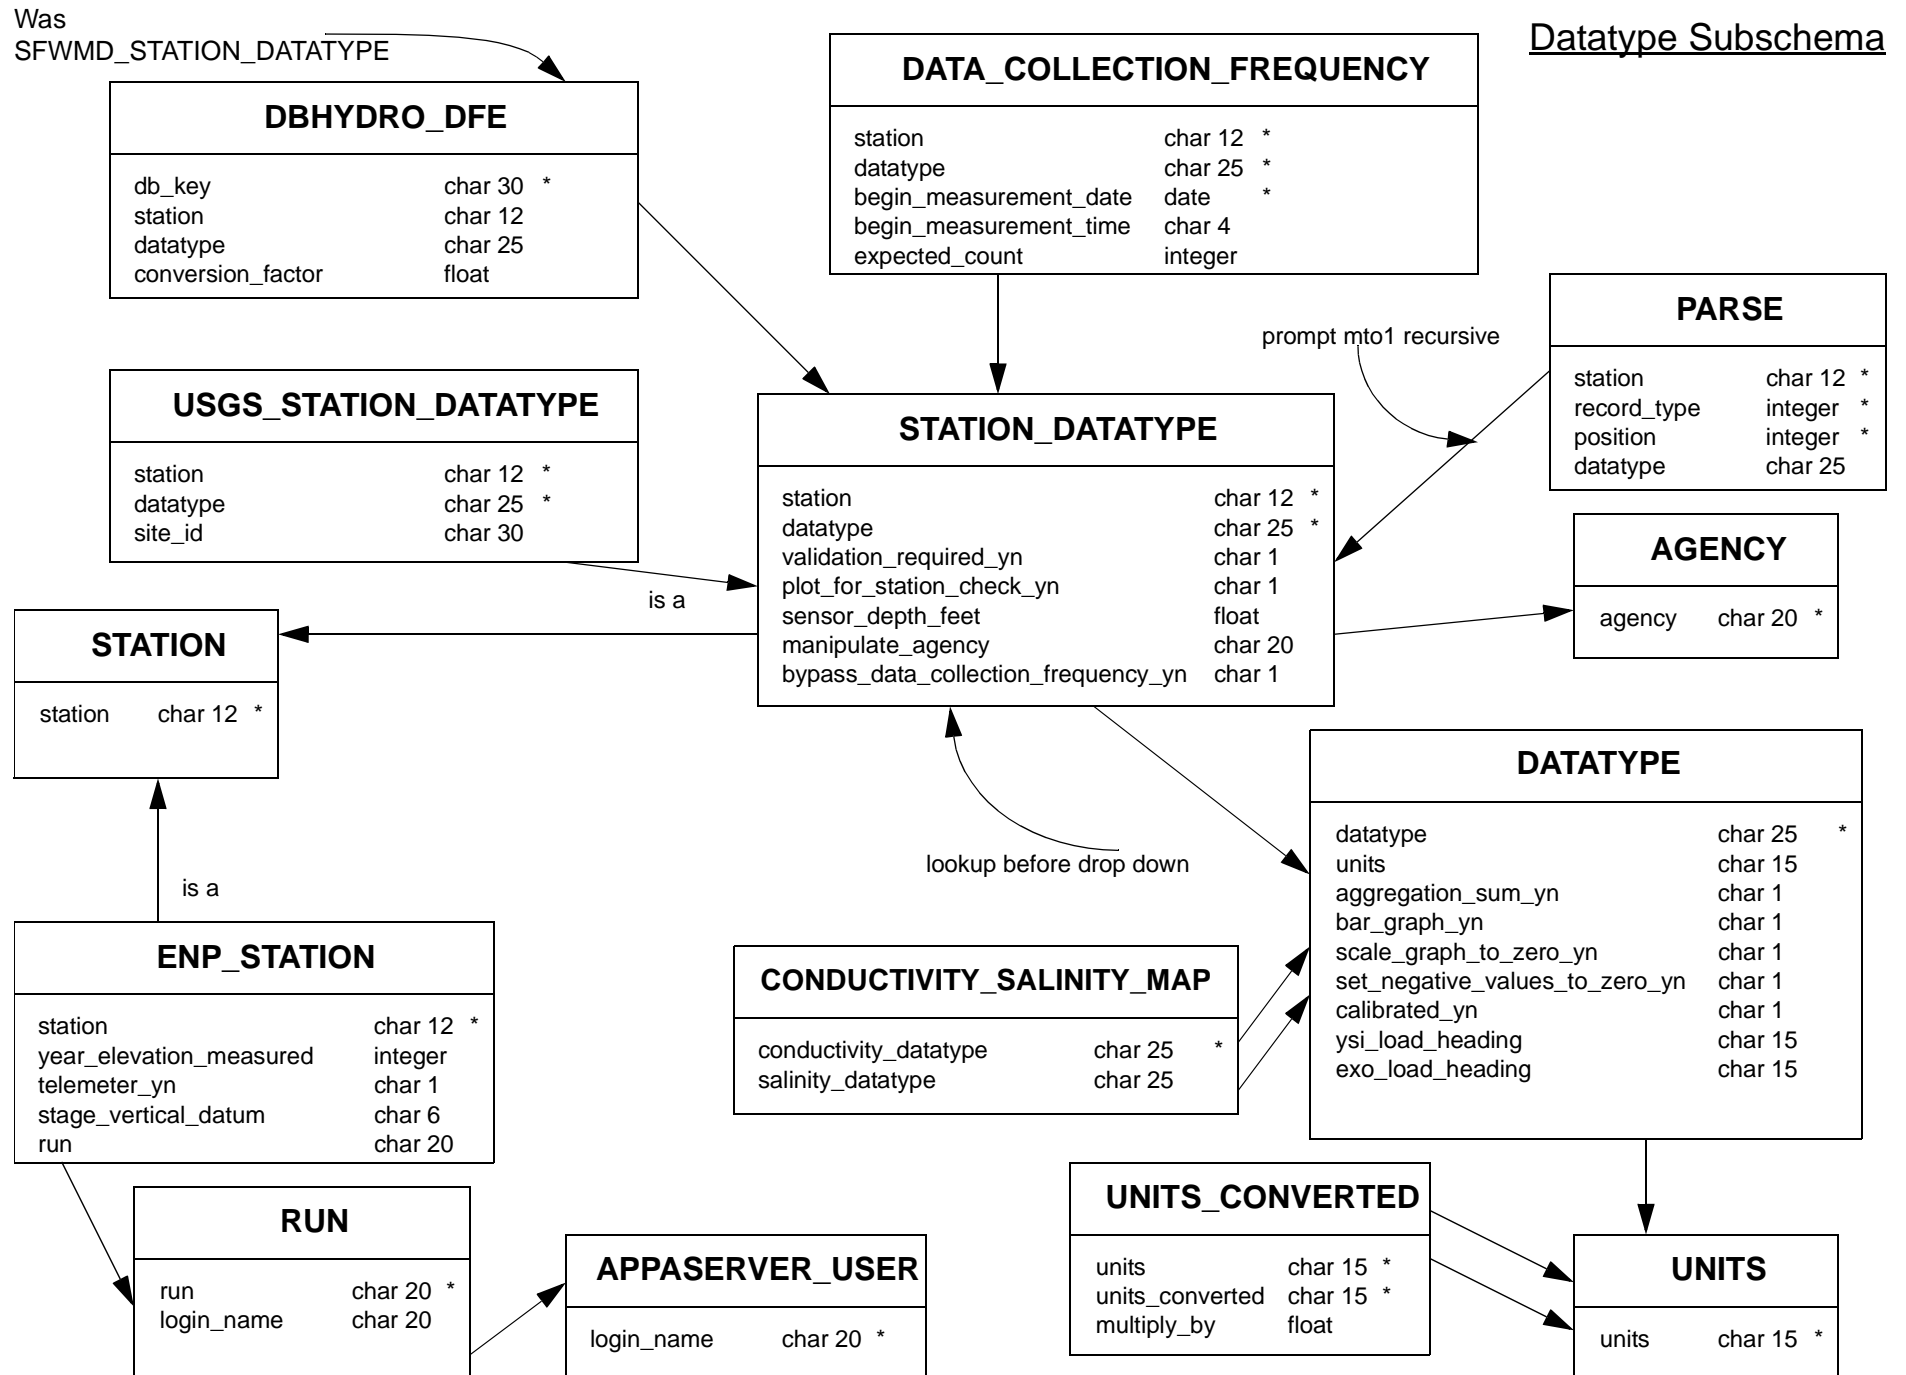 Was
SFWMD_STATION_DATATYPE
Datatype Subschema
DBHYDRO_DFE
db_key char 30 *
station char 12
datatype char 25
conversion_factor float
DATA_COLLECTION_FREQUENCY
station char 12 *
datatype char 25 *
begin_measurement_date date *
begin_measurement_time char 4
expected_count integer
PARSE
station char 12 *
record_type integer *
position integer *
datatype char 25
prompt mto1 recursive
USGS_STATION_DATATYPE
station char 12 *
datatype char 25 *
site_id char 30
is a
STATION_DATATYPE
station char 12 *
datatype char 25 *
validation_required_yn char 1
plot_for_station_check_yn char 1
sensor_depth_feet float
manipulate_agency char 20
bypass_data_collection_frequency_yn char 1
AGENCY
agency char 20 *
STATION
station char 12 *
is a
lookup before drop down
DATATYPE
datatype char 25 *
units char 15
aggregation_sum_yn char 1
bar_graph_yn char 1
scale_graph_to_zero_yn char 1
set_negative_values_to_zero_yn char 1
calibrated_yn char 1
ysi_load_heading char 15
exo_load_heading char 15
ENP_STATION
station char 12 *
year_elevation_measured integer
telemeter_yn char 1
stage_vertical_datum char 6
run char 20
CONDUCTIVITY_SALINITY_MAP
conductivity_datatype char 25 *
salinity_datatype char 25
RUN
run char 20 *
login_name char 20
APPASERVER_USER
login_name char 20 *
UNITS_CONVERTED
units char 15 *
units_converted char 15 *
multiply_by float
UNITS
units char 15 *